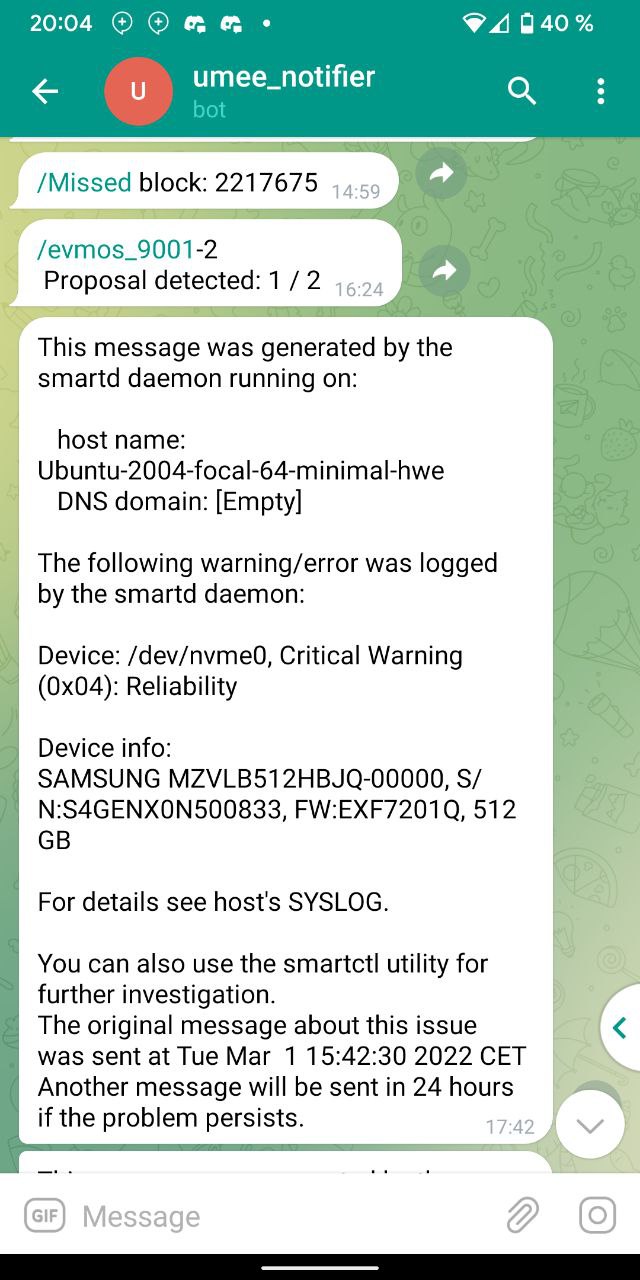 20:04
40 %
U
umee_notifier
bot
/Missed block: 2217675 14:59
/evmos_9001-2
Proposal detected: 1 / 2 16:24
This message was generated by the
smartd daemon running on:
host name:
Ubuntu-2004-focal-64-minimal-hwe
DNS domain: [Empty]
The following warning/error was logged
by the smartd daemon:
Device: /dev/nvme0, Critical Warning
(0x04): Reliability
Device info:
SAMSUNG MZVLB512HBJQ-00000, S/
N:S4GENX0N500833, FW:EXF7201Q, 512
GB
For details see host's SYSLOG.
You can also use the smartctl utility for
further investigation.
The original message about this issue
was sent at Tue Mar  1 15:42:30 2022 CET
Another message will be sent in 24 hours
if the problem persists. 17:42
GIF Message